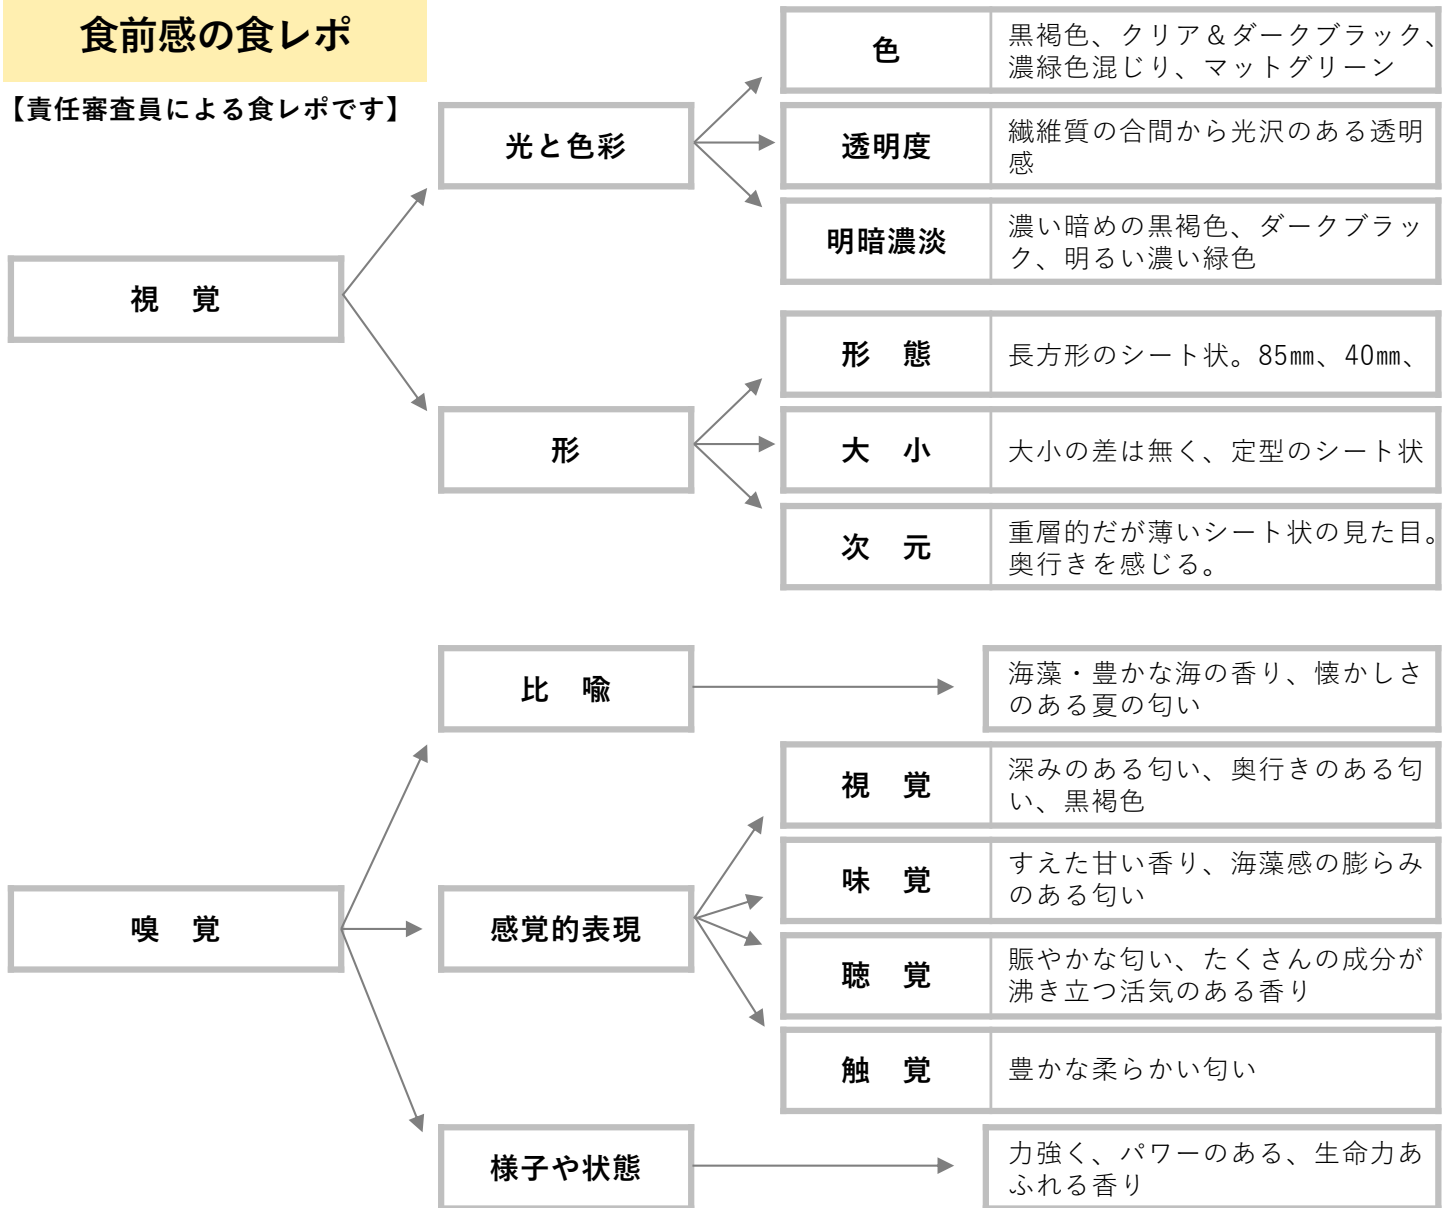 食前感の食レポ
【責任審査員による食レポです】
視　覚
光と色彩
色
黒褐色、クリア＆ダークブラック、
濃緑色混じり、マットグリーン
透明度
繊維質の合間から光沢のある透明
感
明暗濃淡
濃い暗めの黒褐色、ダークブラッ
ク、明るい濃い緑色
形
形　態
長方形のシート状。85㎜、40㎜、
大　小
大小の差は無く、定型のシート状
次　元
重層的だが薄いシート状の見た目。
奥行きを感じる。
嗅　覚
比　喩
海藻・豊かな海の香り、懐かしさ
のある夏の匂い
感覚的表現
視　覚
深みのある匂い、奥行きのある匂
い、黒褐色
味　覚
すえた甘い香り、海藻感の膨らみ
のある匂い
聴　覚
賑やかな匂い、たくさんの成分が
沸き立つ活気のある香り
触　覚
豊かな柔らかい匂い
様子や状態
力強く、パワーのある、生命力あ
ふれる香り